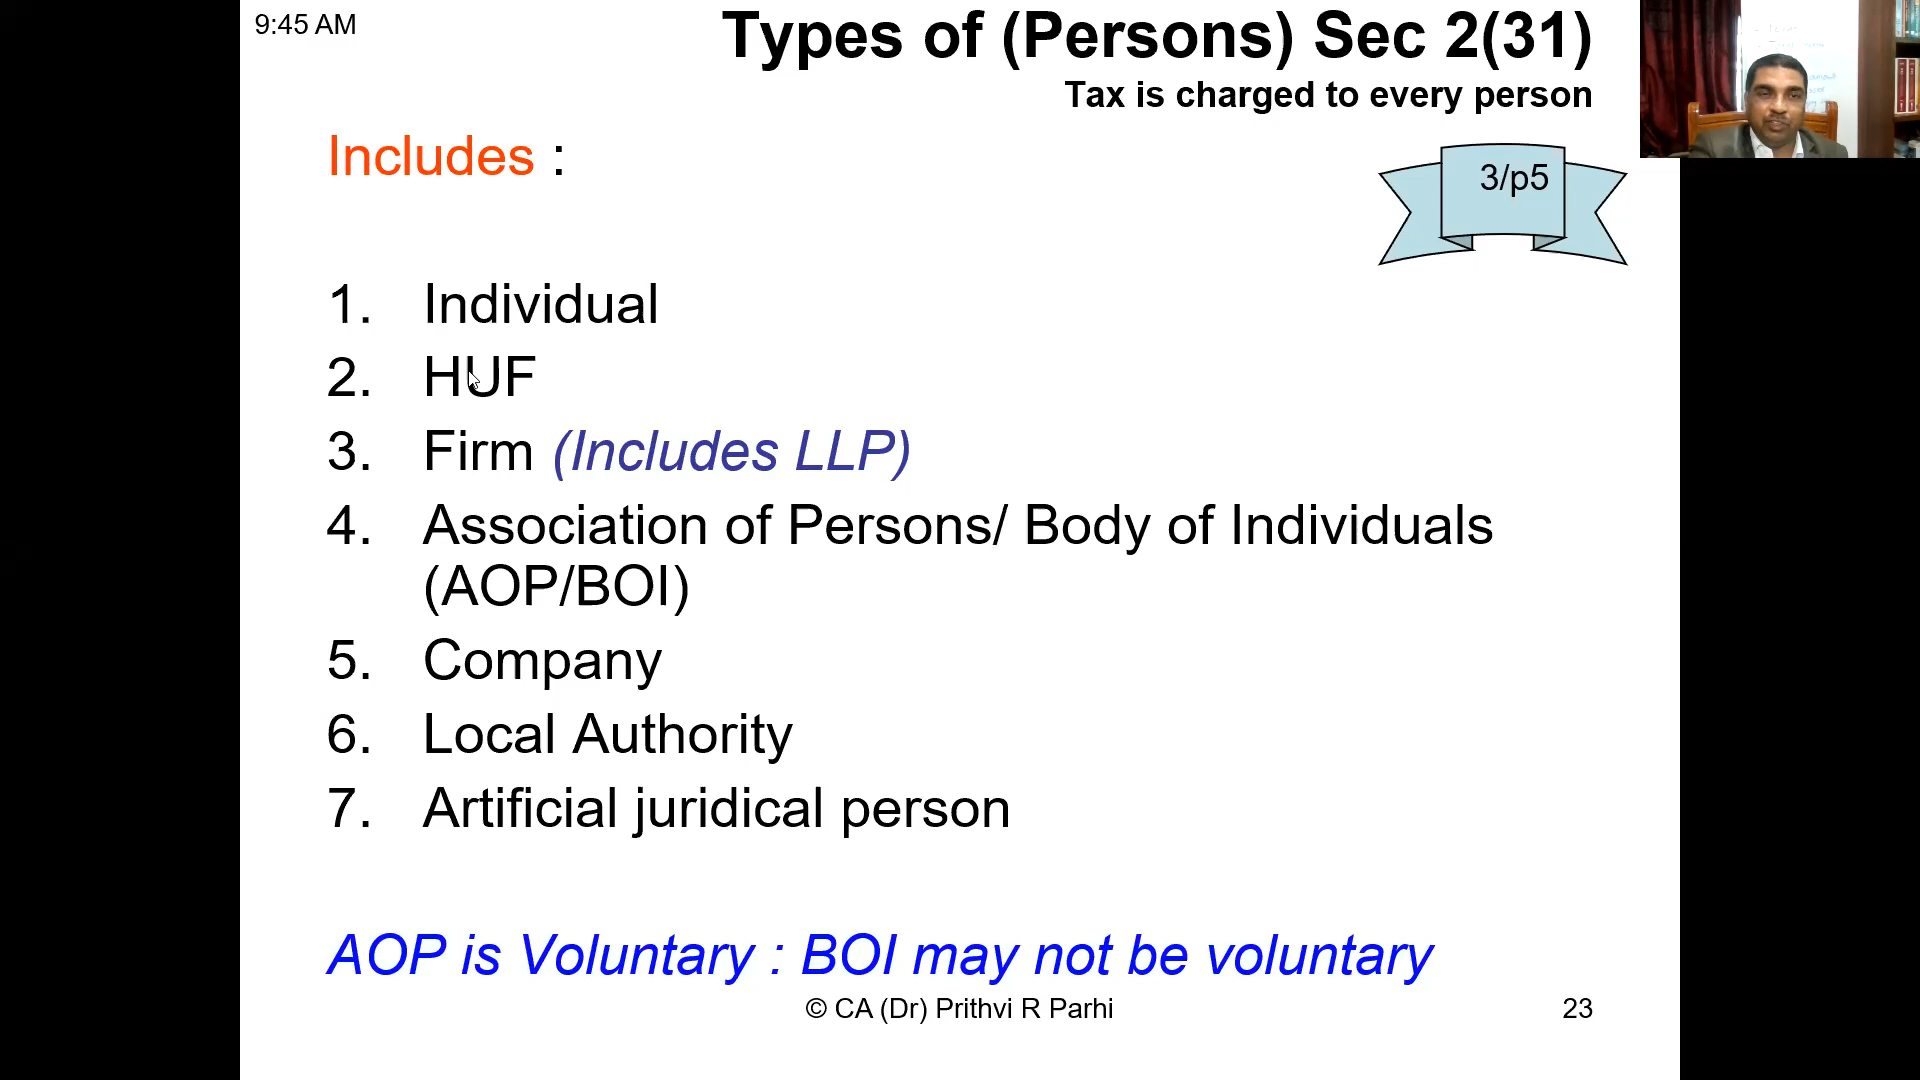 9:45 AM
Types of (Persons) Sec 2(31)
Tax is charged to every person
Includes :
3/p5
1. Individual
2. HUF
3. Firm (Includes LLP)
4. Association of Persons/ Body of Individuals
(AOP/BOI)
5. Company
6. Local Authority
7. Artificial juridical person
AOP is Voluntary : BOI may not be voluntary
© CA (Dr) Prithvi R Parhi
23